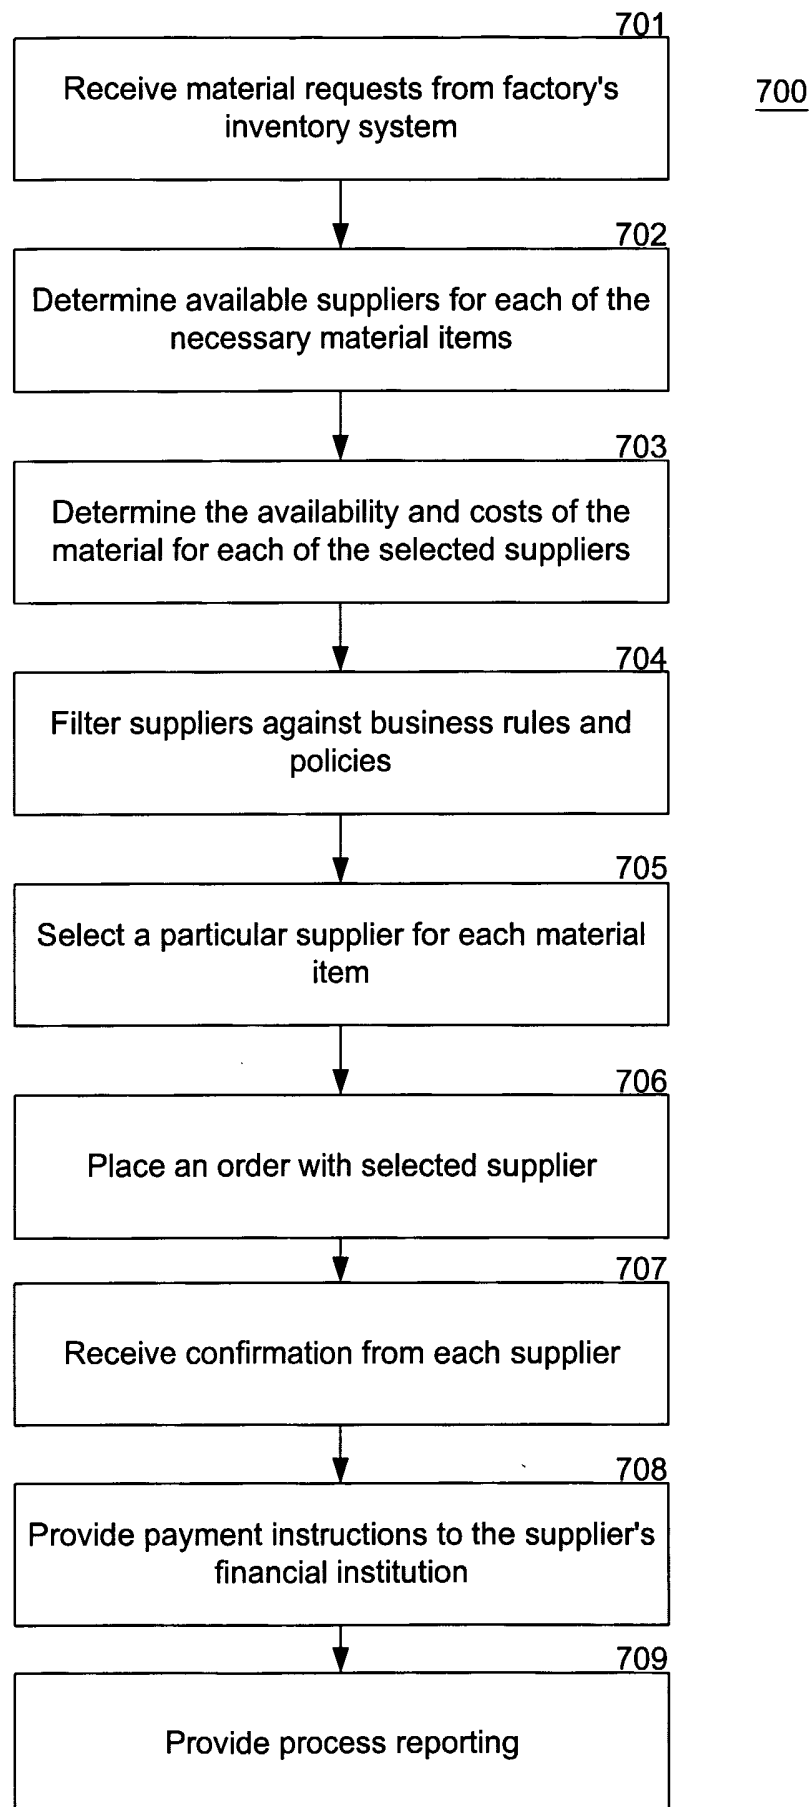 701
700
Receive material requests from factory's
inventory system
702
Determine available suppliers for each of the
necessary material items
703
Determine the availability and costs of the
material for each of the selected suppliers
704
Filter suppliers against business rules and
policies
705
Select a particular supplier for each material
item
706
Place an order with selected supplier
707
Receive confirmation from each supplier
708
Provide payment instructions to the supplier's
financial institution
709
Provide process reporting